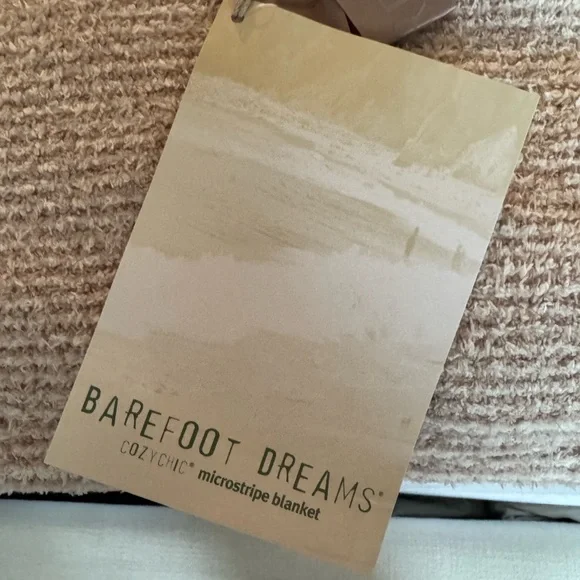 BAREFOOT DREAMS®
COZYCHIC® microstripe blanket